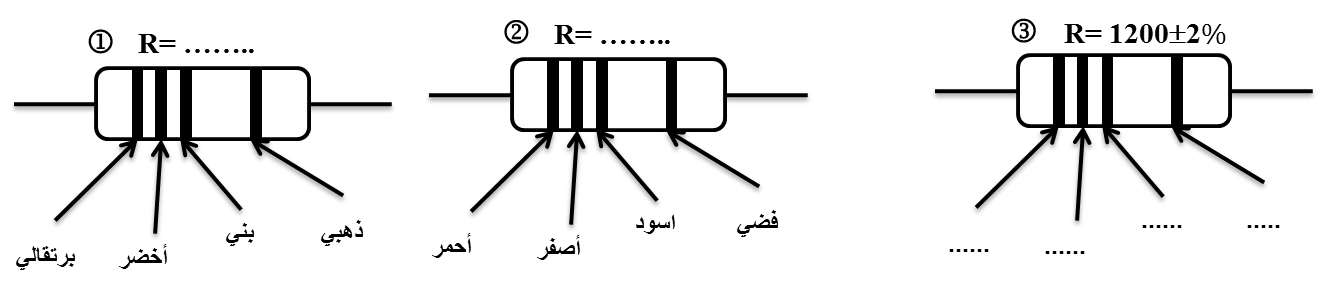 ① R= ……..
برتقالي أخضر بني ذهبي
② R= ……..
أحمر أصفر اسود فضي
③ R= 1200±2%
...... ...... ...... .....